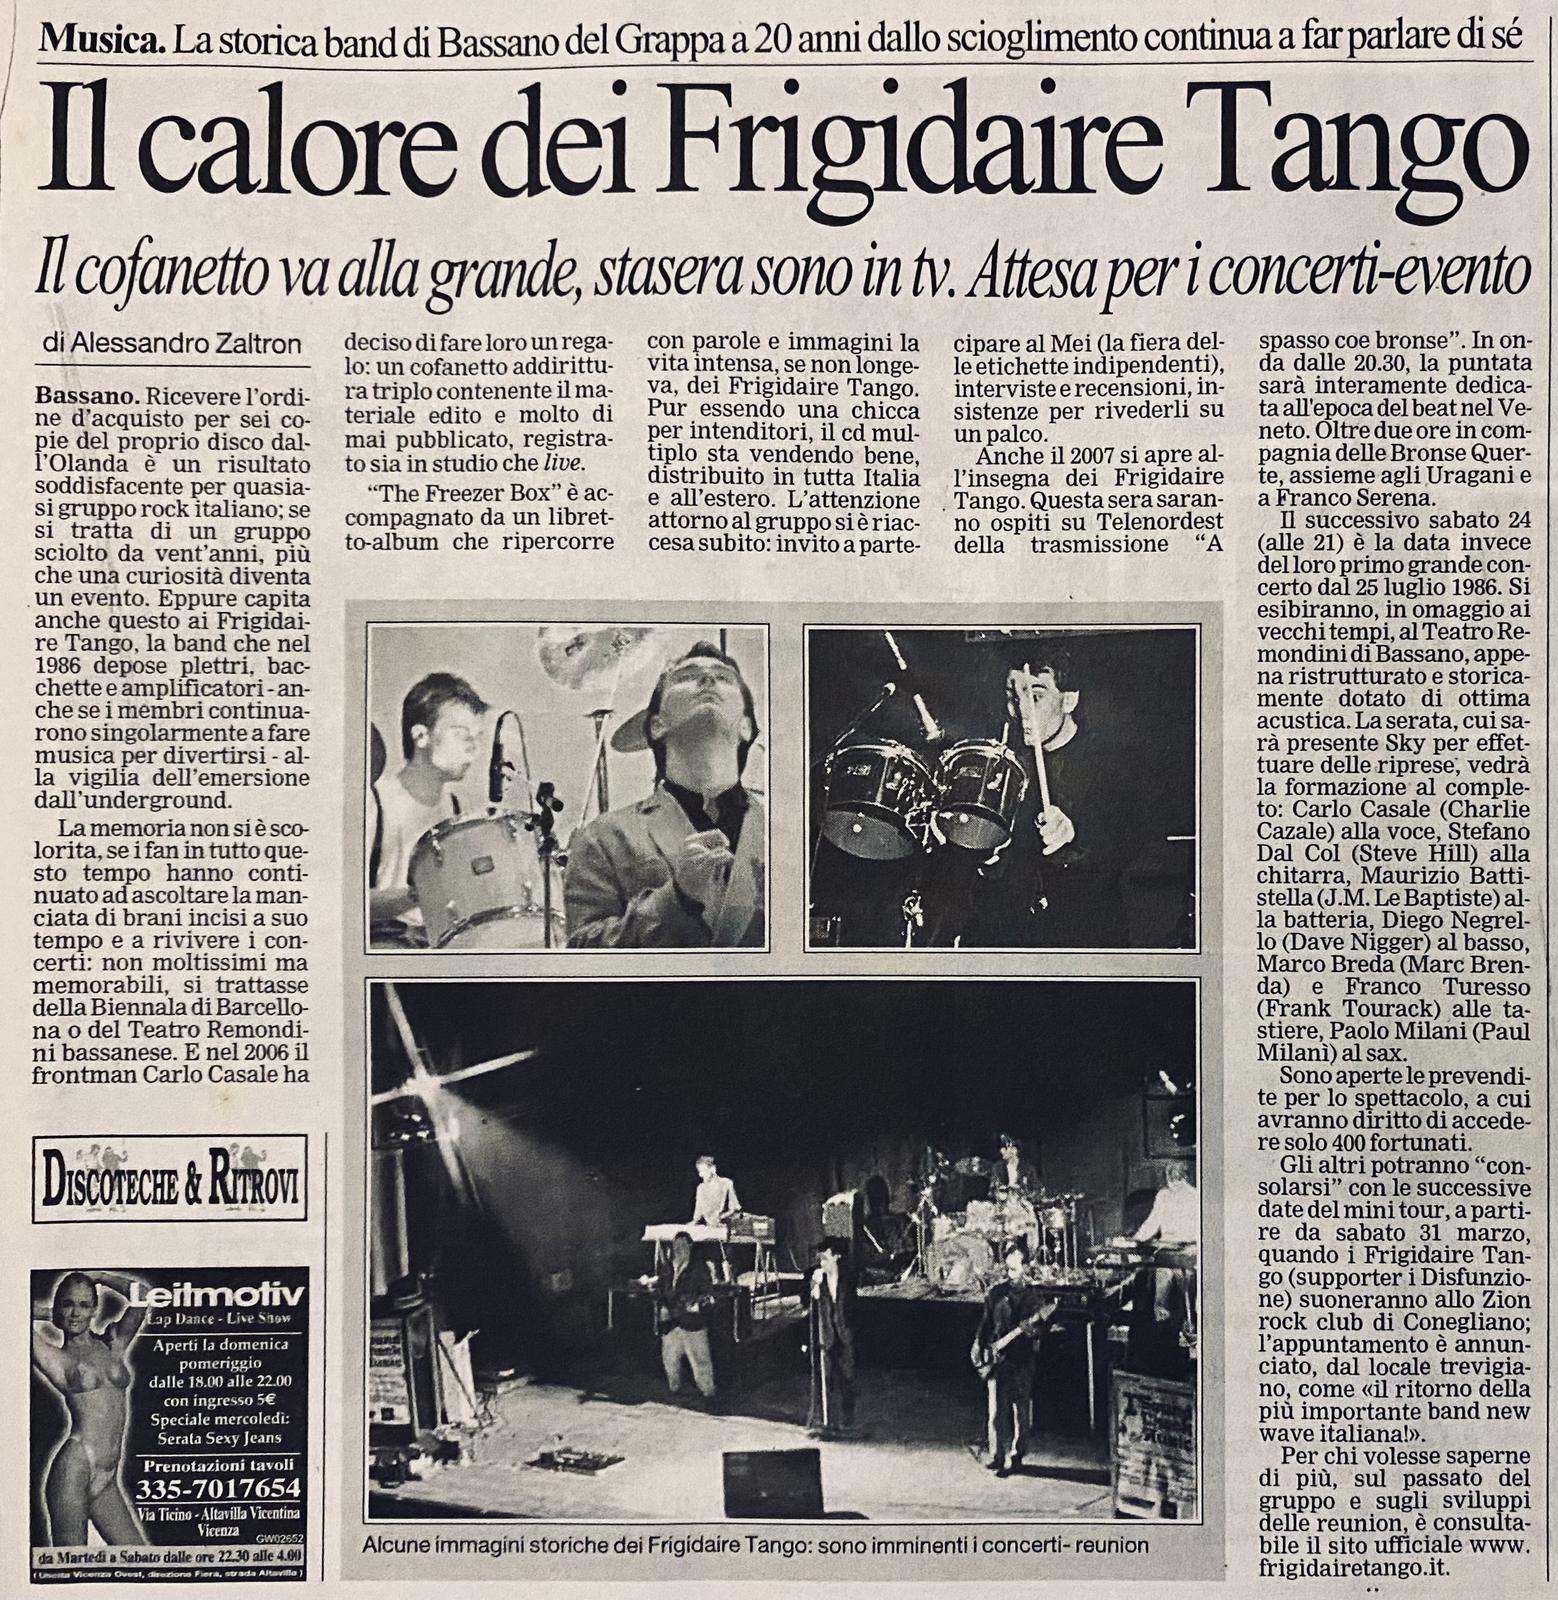 Musica. La storica band di Bassano del Grappa a 20 anni dallo scioglimento continua a far parlare di sé
Il calore dei Frigidaire Tango
Il cofanetto va alla grande, stasera sono in tv. Attesa per i concerti-evento
di Alessandro Zaltron
Bassano. Ricevere l'ordi-
ne d'acquisto per sei co-
pie del proprio disco dal-
l'Olanda è un risultato
soddisfacente per quasia-
si gruppo rock italiano; se
si tratta di un gruppo
sciolto da vent'anni, più
che una curiosità diventa
un evento. Eppure capita
anche questo ai Frigidai-
re Tango, la band che nel
1986 depose plettri, bac-
chette e amplificatori - an-
che se i membri continua-
rono singolarmente a fare
musica per divertirsi - al-
la vigilia dell'emersione
dall'underground.
La memoria non si è sco-
lorita, se i fan in tutto que-
sto tempo hanno conti-
nuato ad ascoltare la man-
ciata di brani incisi a suo
tempo e a rivivere i con-
certi: non moltissimi ma
memorabili, si trattasse
della Biennala di Barcello-
na o del Teatro Remondi-
ni bassanese. E nel 2006 il
frontman Carlo Casale ha
deciso di fare loro un rega-
lo: un cofanetto addirittu-
ra triplo contenente il ma-
teriale edito e molto di
mai pubblicato, registra-
to sia in studio che live.
"The Freezer Box" è ac-
compagnato da un libret-
to-album che ripercorre
con parole e immagini la
vita intensa, se non longe-
va, dei Frigidaire Tango.
Pur essendo una chicca
per intenditori, il cd mul-
tiplo sta vendendo bene,
distribuito in tutta Italia
e all'estero. L'attenzione
attorno al gruppo si è riac-
cesa subito: invito a parte-
cipare al Mei (la fiera del-
le etichette indipendenti),
interviste e recensioni, in-
sistenze per rivederli su
un palco.
Anche il 2007 si apre al-
l'insegna dei Frigidaire
Tango. Questa sera saran-
no ospiti su Telenordest
della trasmissione "A
spasso coe bronse". In on-
da dalle 20.30, la puntata
sarà interamente dedica-
ta all'epoca del beat nel Ve-
neto. Oltre due ore in com-
pagnia delle Bronse Quer-
te, assieme agli Uragani e
a Franco Serena.
Il successivo sabato 24
(alle 21) è la data invece
del loro primo grande con-
certo dal 25 luglio 1986. Si
esibiranno, in omaggio ai
vecchi tempi, al Teatro Re-
mondini di Bassano, appe-
na ristrutturato e storica-
mente dotato di ottima
acustica. La serata, cui sa-
rà presente Sky per effet-
tuare delle riprese, vedrà
la formazione al comple-
to: Carlo Casale (Charlie
Cazale) alla voce, Stefano
Dal Col (Steve Hill) alla
chitarra, Maurizio Batti-
stella (J.M. Le Baptiste) al-
la batteria, Diego Negrel-
lo (Dave Nigger) al basso,
Marco Breda (Marc Bren-
da) e Franco Turesso
(Frank Tourack) alle ta-
stiere, Paolo Milani (Paul
Milanì) al sax.
Sono aperte le prevendi-
te per lo spettacolo, a cui
avranno diritto di accede-
re solo 400 fortunati.
Gli altri potranno "con-
solarsi" con le successive
date del mini tour, a parti-
re da sabato 31 marzo,
quando i Frigidaire Tan-
go (supporter i Disfunzio-
ne) suoneranno allo Zion
rock club di Conegliano;
l'appuntamento è annun-
ciato, dal locale trevigia-
no, come «il ritorno della
più importante band new
wave italiana!».
Per chi volesse saperne
di più, sul passato del
gruppo e sugli sviluppi
delle reunion, è consulta-
bile il sito ufficiale www.
frigidairetango.it.
Alcune immagini storiche dei Frigidaire Tango: sono imminenti i concerti- reunion
DISCOTECHE & RITROVI
Leitmotiv
Lap Dance - Live Show
Aperti la domenica
pomeriggio
dalle 18.00 alle 22.00
con ingresso 5€
Speciale mercoledì:
Serata Sexy Jeans
Prenotazioni tavoli
335-7017654
Via Ticino - Altavilla Vicentina
Vicenza
GW02652
da Martedì a Sabato dalle ore 22.30 alle 4.00
(Uscita Vicenza Ovest, direzione Fiera, strada Altavilla)